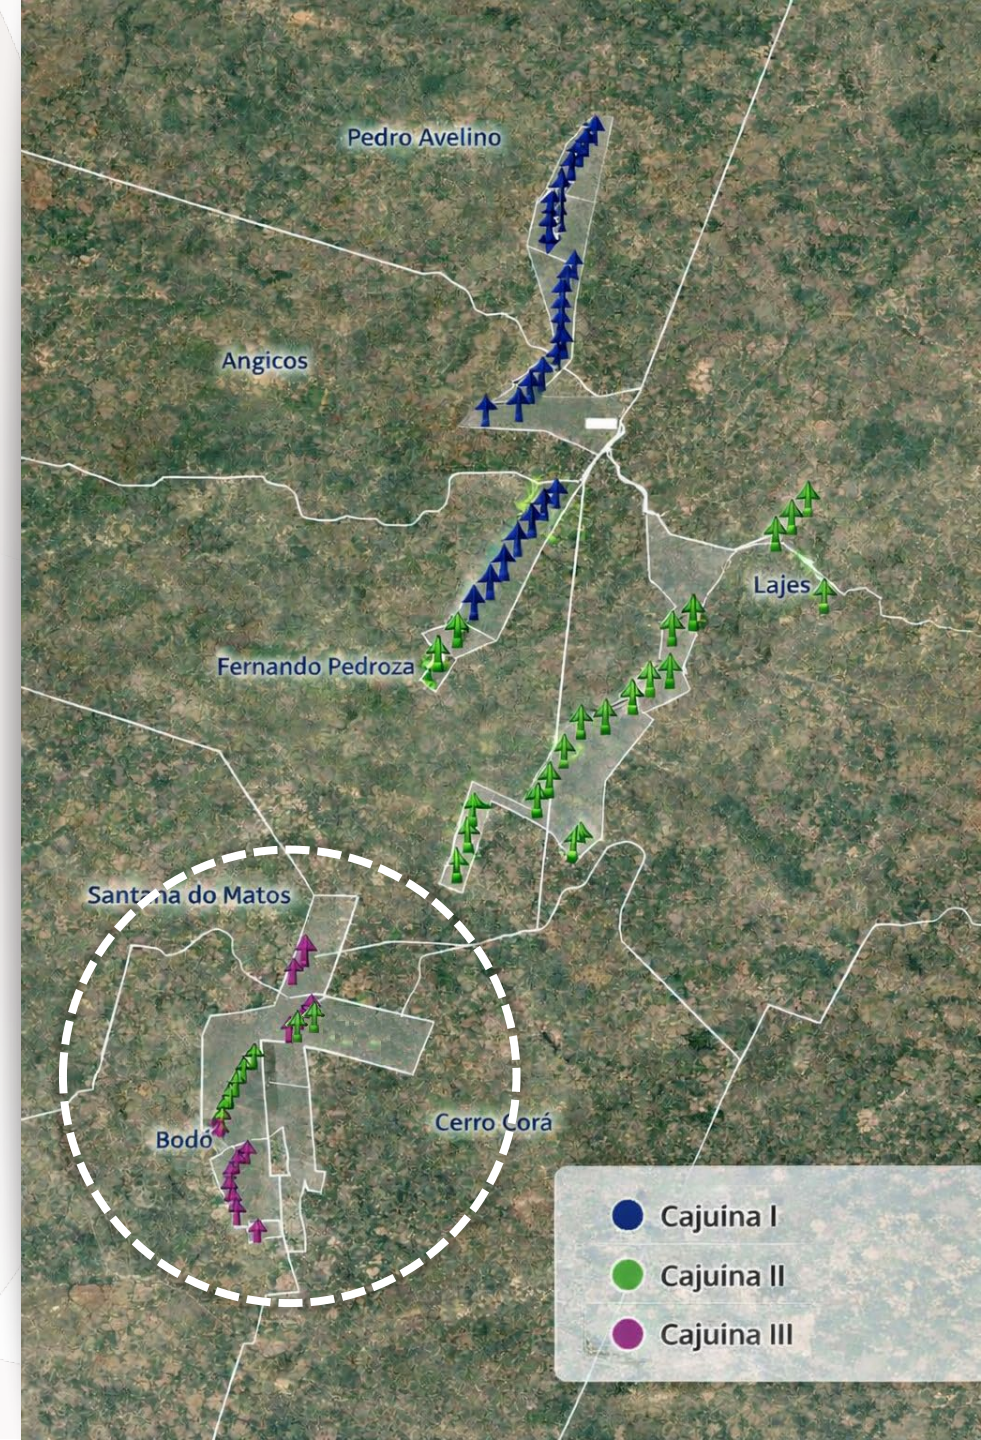 Pedro Avelino
Angicos
Lajes
Fernando Pedroza
Santana do Matos
Cerro Corá
Bodó
Cajuína I
Cajuína II
Cajuína III